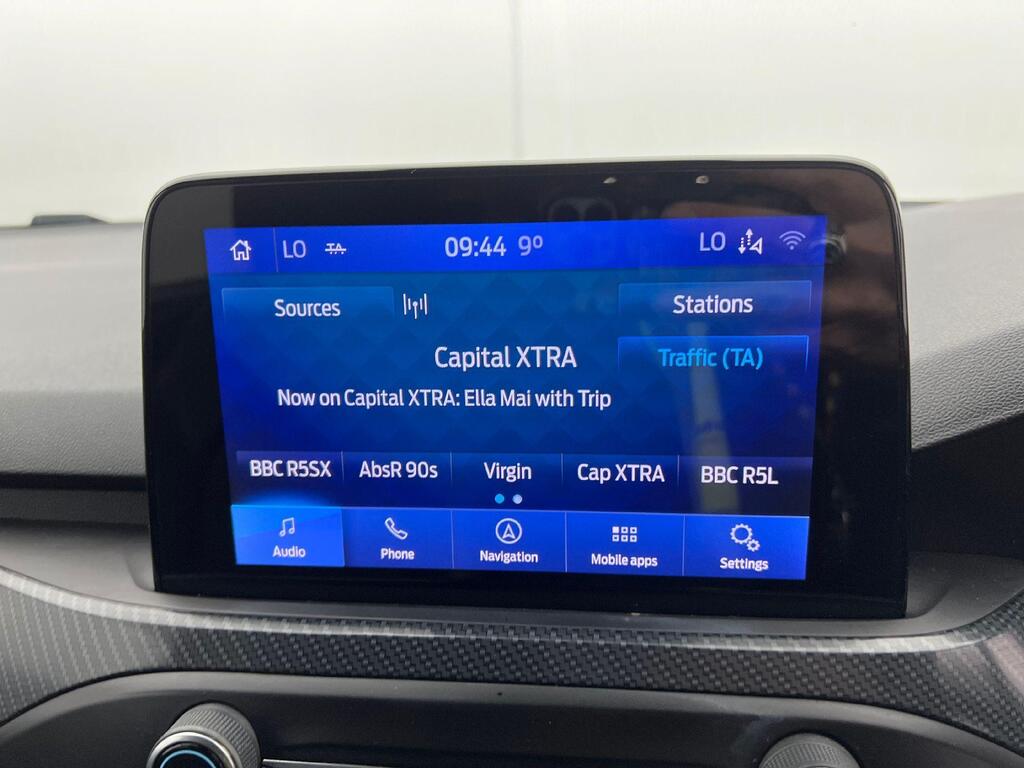 LO TA 09:44 9º LO
Sources Stations
Capital XTRA Traffic (TA)
Now on Capital XTRA: Ella Mai with Trip
BBC R5SX AbsR 90s Virgin Cap XTRA BBC R5L
Audio Phone Navigation Mobile apps Settings